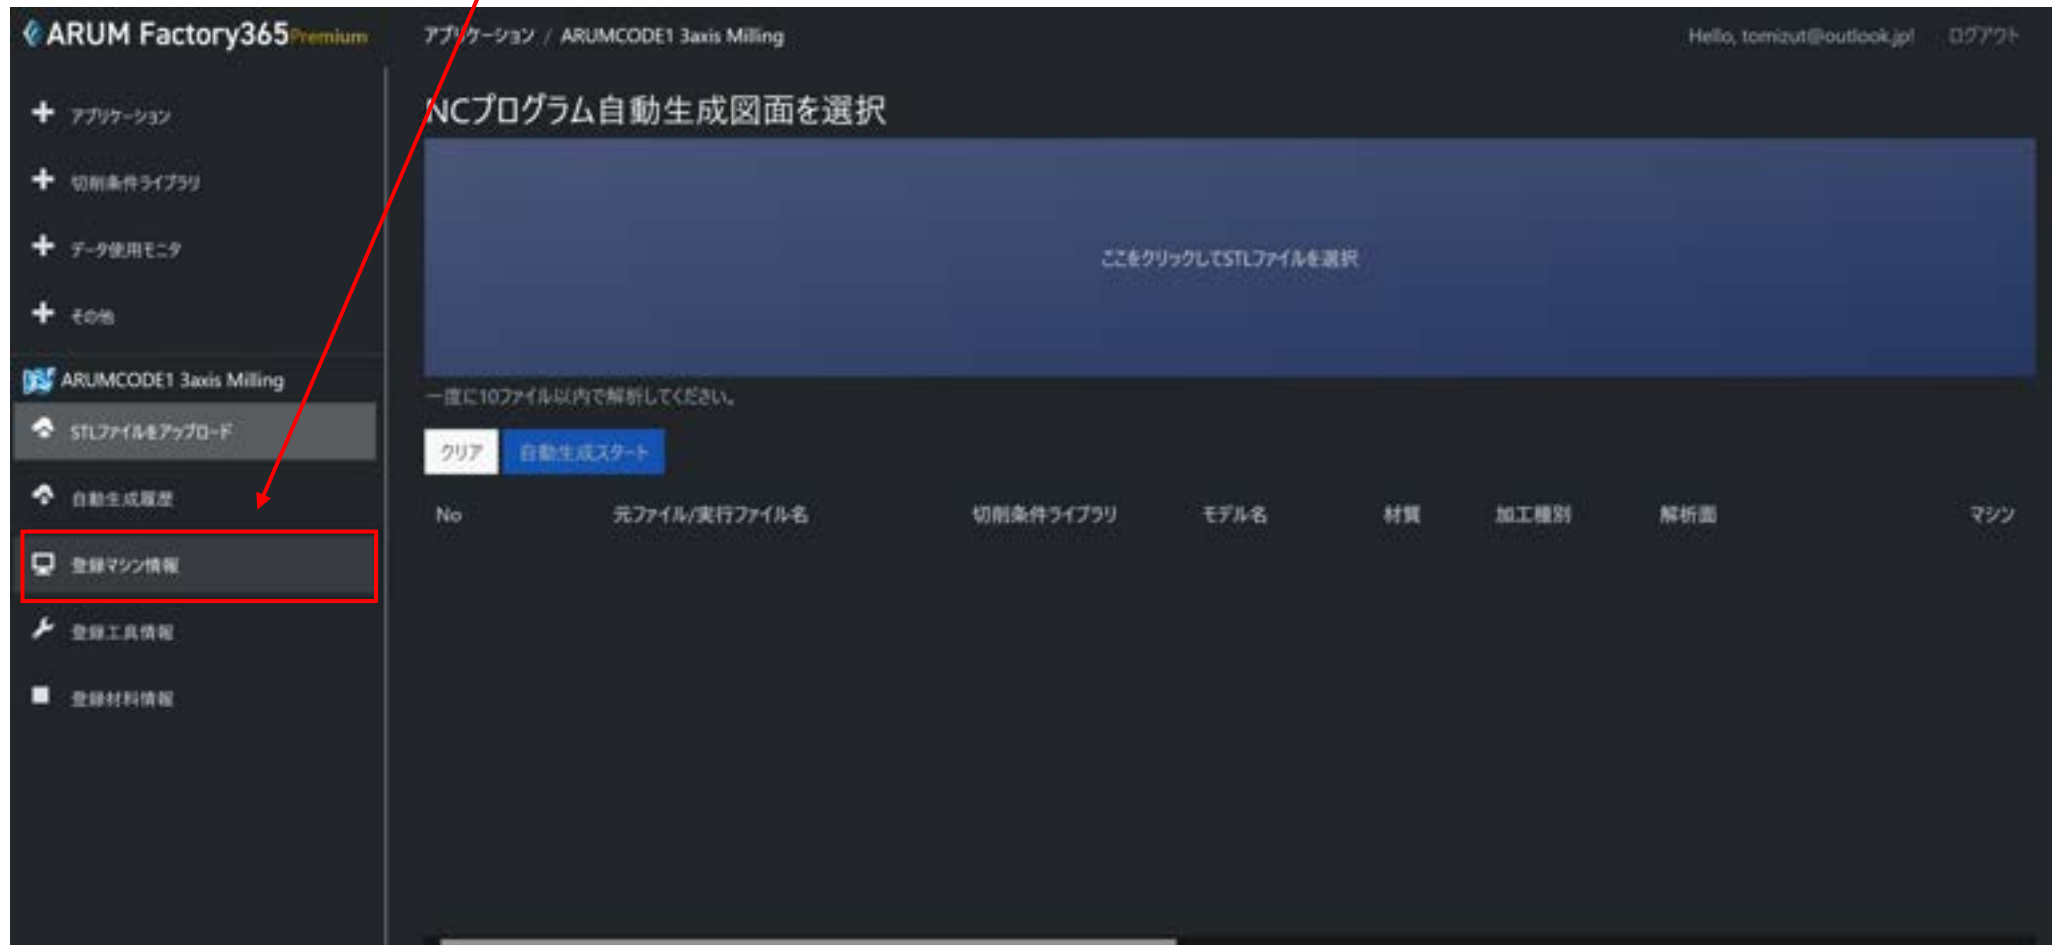 ARUM Factory365 Premium
アプリケーション / ARUMCODE1 3axis Milling
Hello, tomizut@outlook.jp!
ログアウト
アプリケーション
切削条件ライブラリ
データ使用モニタ
その他
ARUMCODE1 3axis Milling
STLファイルをアップロード
自動生成履歴
登録マシン情報
登録工具情報
登録材料情報
NCプログラム自動生成図面を選択
ここをクリックしてSTLファイルを選択
一度に10ファイル以内で解析してください。
クリア
自動生成スタート
No 元ファイル/実行ファイル名 切削条件ライブラリ モデル名 材質 加工種別 解析面 マシン